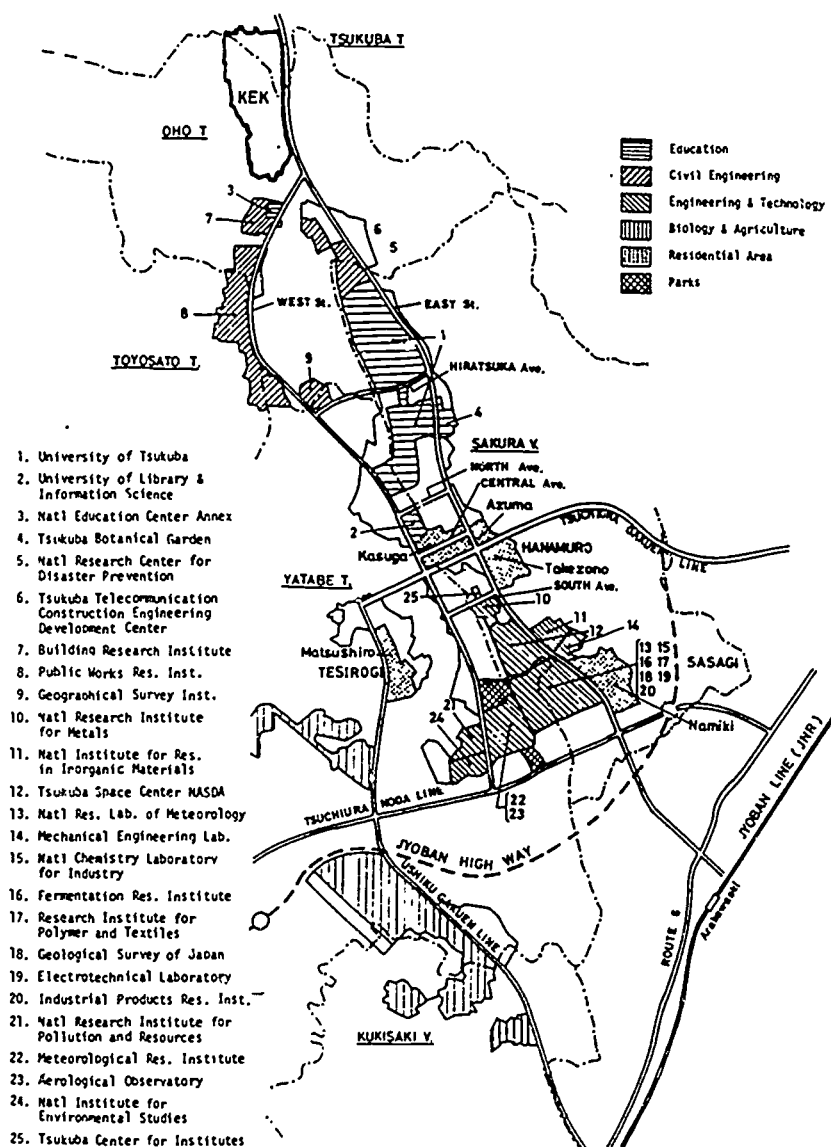 TSUKUBA T
KEK
OHO T
Education
Civil Engineering
Engineering & Technology
Biology & Agriculture
Residential Area
Parks
3
7
6
5
WEST St.
EAST St.
8
1
TOYOSATO T.
9
HIRATSUKA Ave.
4
SAKURA V.
NORTH Ave.
CENTRAL Ave.
Azuma
2
Kasuga
TSUCHIURA GAKUEN LINE
HANAMURO
Takezono
YATABE T.
25
SOUTH Ave.
10
11
12
14
Matsushiro
TESIROGI
13 15
16 17
18 19
20
SASAGI
21
24
Namiki
TSUCHIURA NODA LINE
22
23
JYOBAN HIGH WAY
USHIKU GAKUEN LINE
JYOBAN LINE (JNR)
Arakawaoki
ROUTE 6
KUKISAKI V.
1. University of Tsukuba
2. University of Library &
Information Science
3. Natl Education Center Annex
4. Tsukuba Botanical Garden
5. Natl Research Center for
Disaster Prevention
6. Tsukuba Telecommunication
Construction Engineering
Development Center
7. Building Research Institute
8. Public Works Res. Inst.
9. Geographical Survey Inst.
10. Natl Research Institute
for Metals
11. Natl Institute for Res.
in Inorganic Materials
12. Tsukuba Space Center NASDA
13. Natl Res. Lab. of Meteorology
14. Mechanical Engineering Lab.
15. Natl Chemistry Laboratory
for Industry
16. Fermentation Res. Institute
17. Research Institute for
Polymer and Textiles
18. Geological Survey of Japan
19. Electrotechnical Laboratory
20. Industrial Products Res. Inst.
21. Natl Research Institute for
Pollution and Resources
22. Meteorological Res. Institute
23. Aerological Observatory
24. Natl Institute for
Environmental Studies
25. Tsukuba Center for Institutes